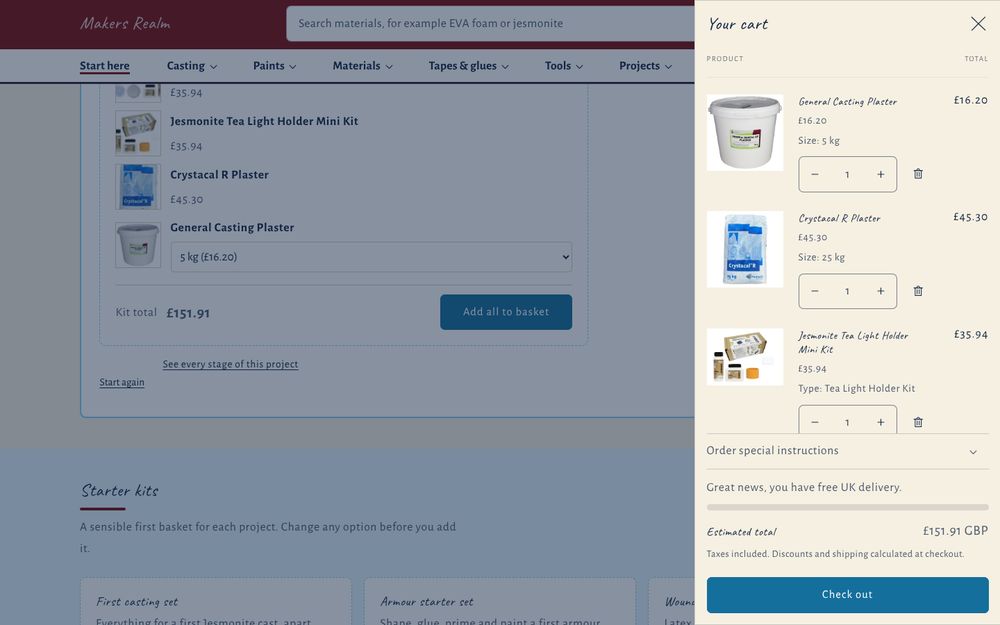 Makers Realm
Search materials, for example EVA foam or jesmonite
Start here
Casting
Paints
Materials
Tapes & glues
Tools
Projects
£35.94
Jesmonite Tea Light Holder Mini Kit
£35.94
Crystacal R Plaster
£45.30
General Casting Plaster
5 kg (£16.20)
Kit total £151.91
Add all to basket
See every stage of this project
Start again
Starter kits
A sensible first basket for each project. Change any option before you add
it.
First casting set
Everything for a first Jesmonite cast, apart
Armour starter set
Shape, glue, prime and paint a first armour
Woun
Latex
Your cart
PRODUCT
TOTAL
General Casting Plaster
£16.20
£16.20
Size: 5 kg
− 1 +
Crystacal R Plaster
£45.30
£45.30
Size: 25 kg
− 1 +
Crystacal R
Jesmonite Tea Light Holder
Mini Kit
£35.94
£35.94
Type: Tea Light Holder Kit
− 1 +
Order special instructions
Great news, you have free UK delivery.
Estimated total
£151.91 GBP
Taxes included. Discounts and shipping calculated at checkout.
Check out